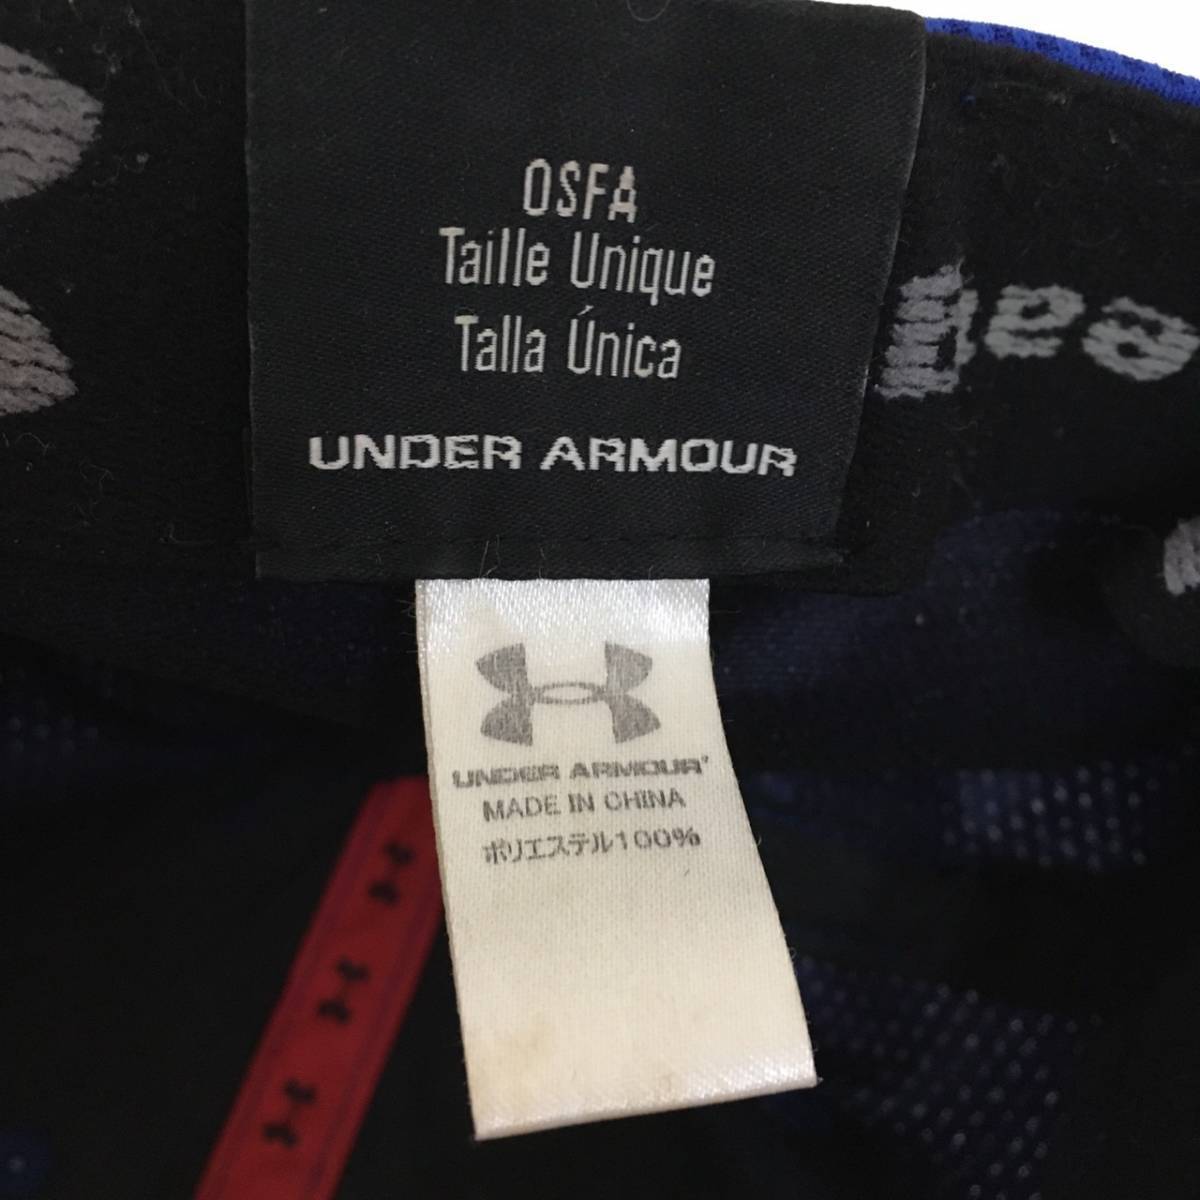 OSFA
Taille Unique
Talla Única
UNDER ARMOUR
UNDER ARMOUR
MADE IN CHINA
ポリエステル100%